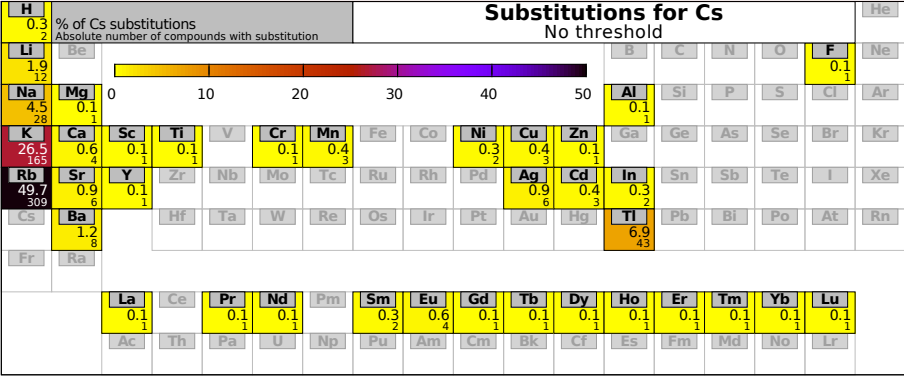 H He
0.3
2
% of Cs substitutions
Absolute number of compounds with substitution
Substitutions for Cs
No threshold
Li Be B C N O F Ne
1.9 0.1
12 1
0 10 20 30 40 50
Na Mg Al Si P S Cl Ar
4.5 0.1 0.1
28 1 1
K Ca Sc Ti V Cr Mn Fe Co Ni Cu Zn Ga Ge As Se Br Kr
26.5 0.6 0.1 0.1 0.1 0.4 0.3 0.4 0.1
165 4 1 1 1 3 2 3 1
Rb Sr Y Zr Nb Mo Tc Ru Rh Pd Ag Cd In Sn Sb Te I Xe
49.7 0.9 0.1 0.9 0.4 0.3
309 6 1 6 3 2
Cs Ba Hf Ta W Re Os Ir Pt Au Hg Tl Pb Bi Po At Rn
1.2 6.9
8 43
Fr Ra
La Ce Pr Nd Pm Sm Eu Gd Tb Dy Ho Er Tm Yb Lu
0.1 0.1 0.1 0.3 0.6 0.1 0.1 0.1 0.1 0.1 0.1 0.1 0.1
1 1 1 2 4 1 1 1 1 1 1 1 1
Ac Th Pa U Np Pu Am Cm Bk Cf Es Fm Md No Lr